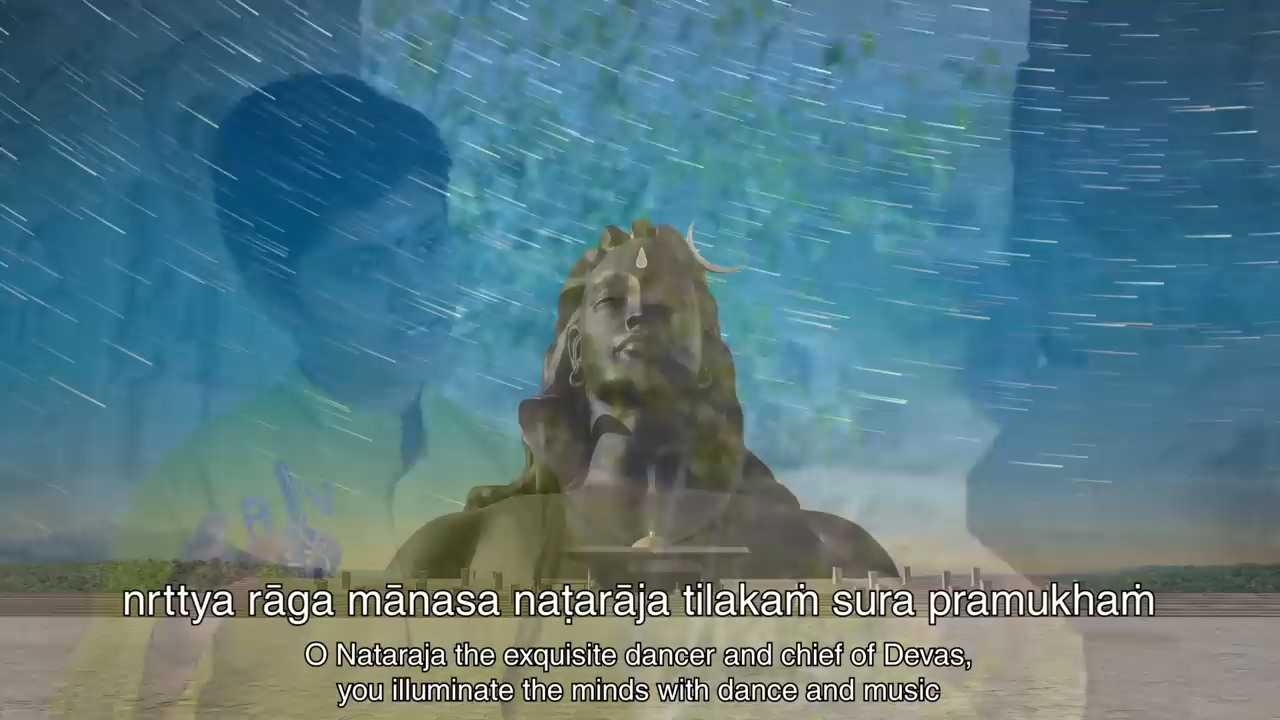 R V
nrttya rāga mānasa naṭarāja tilakaṁ sura pramukhaṁ
O Nataraja the exquisite dancer and chief of Devas,
you illuminate the minds with dance and music